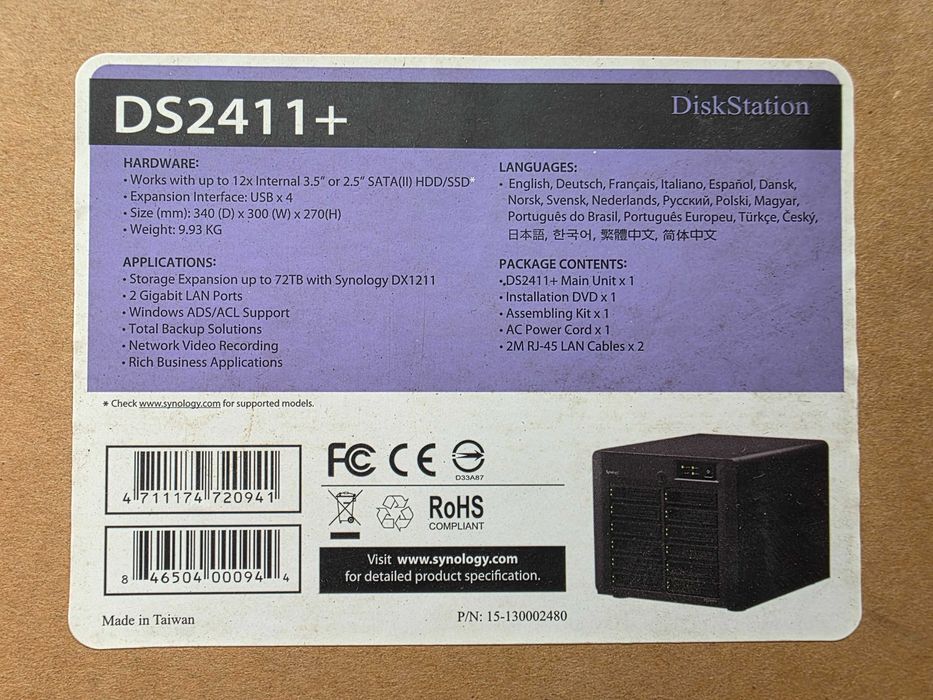 DS2411+
DiskStation
HARDWARE:
• Works with up to 12x Internal 3.5” or 2.5” SATA(II) HDD/SSD*
• Expansion Interface: USB x 4
• Size (mm): 340 (D) x 300 (W) x 270(H)
• Weight: 9.93 KG
APPLICATIONS:
• Storage Expansion up to 72TB with Synology DX1211
• 2 Gigabit LAN Ports
• Windows ADS/ACL Support
• Total Backup Solutions
• Network Video Recording
• Rich Business Applications
LANGUAGES:
• English, Deutsch, Français, Italiano, Español, Dansk,
Norsk, Svensk, Nederlands, Русский, Polski, Magyar,
Português do Brasil, Português Europeu, Türkçe, Český,
日本語, 한국어, 繁體中文, 简体中文
PACKAGE CONTENTS:
• DS2411+ Main Unit x 1
• Installation DVD x 1
• Assembling Kit x 1
• AC Power Cord x 1
• 2M RJ-45 LAN Cables x 2
* Check www.synology.com for supported models.
4 711174 720941
8 46504 00094 4
Made in Taiwan
FC CE
D33A87
RoHS
COMPLIANT
Visit www.synology.com
for detailed product specification.
P/N: 15-130002480
Synology